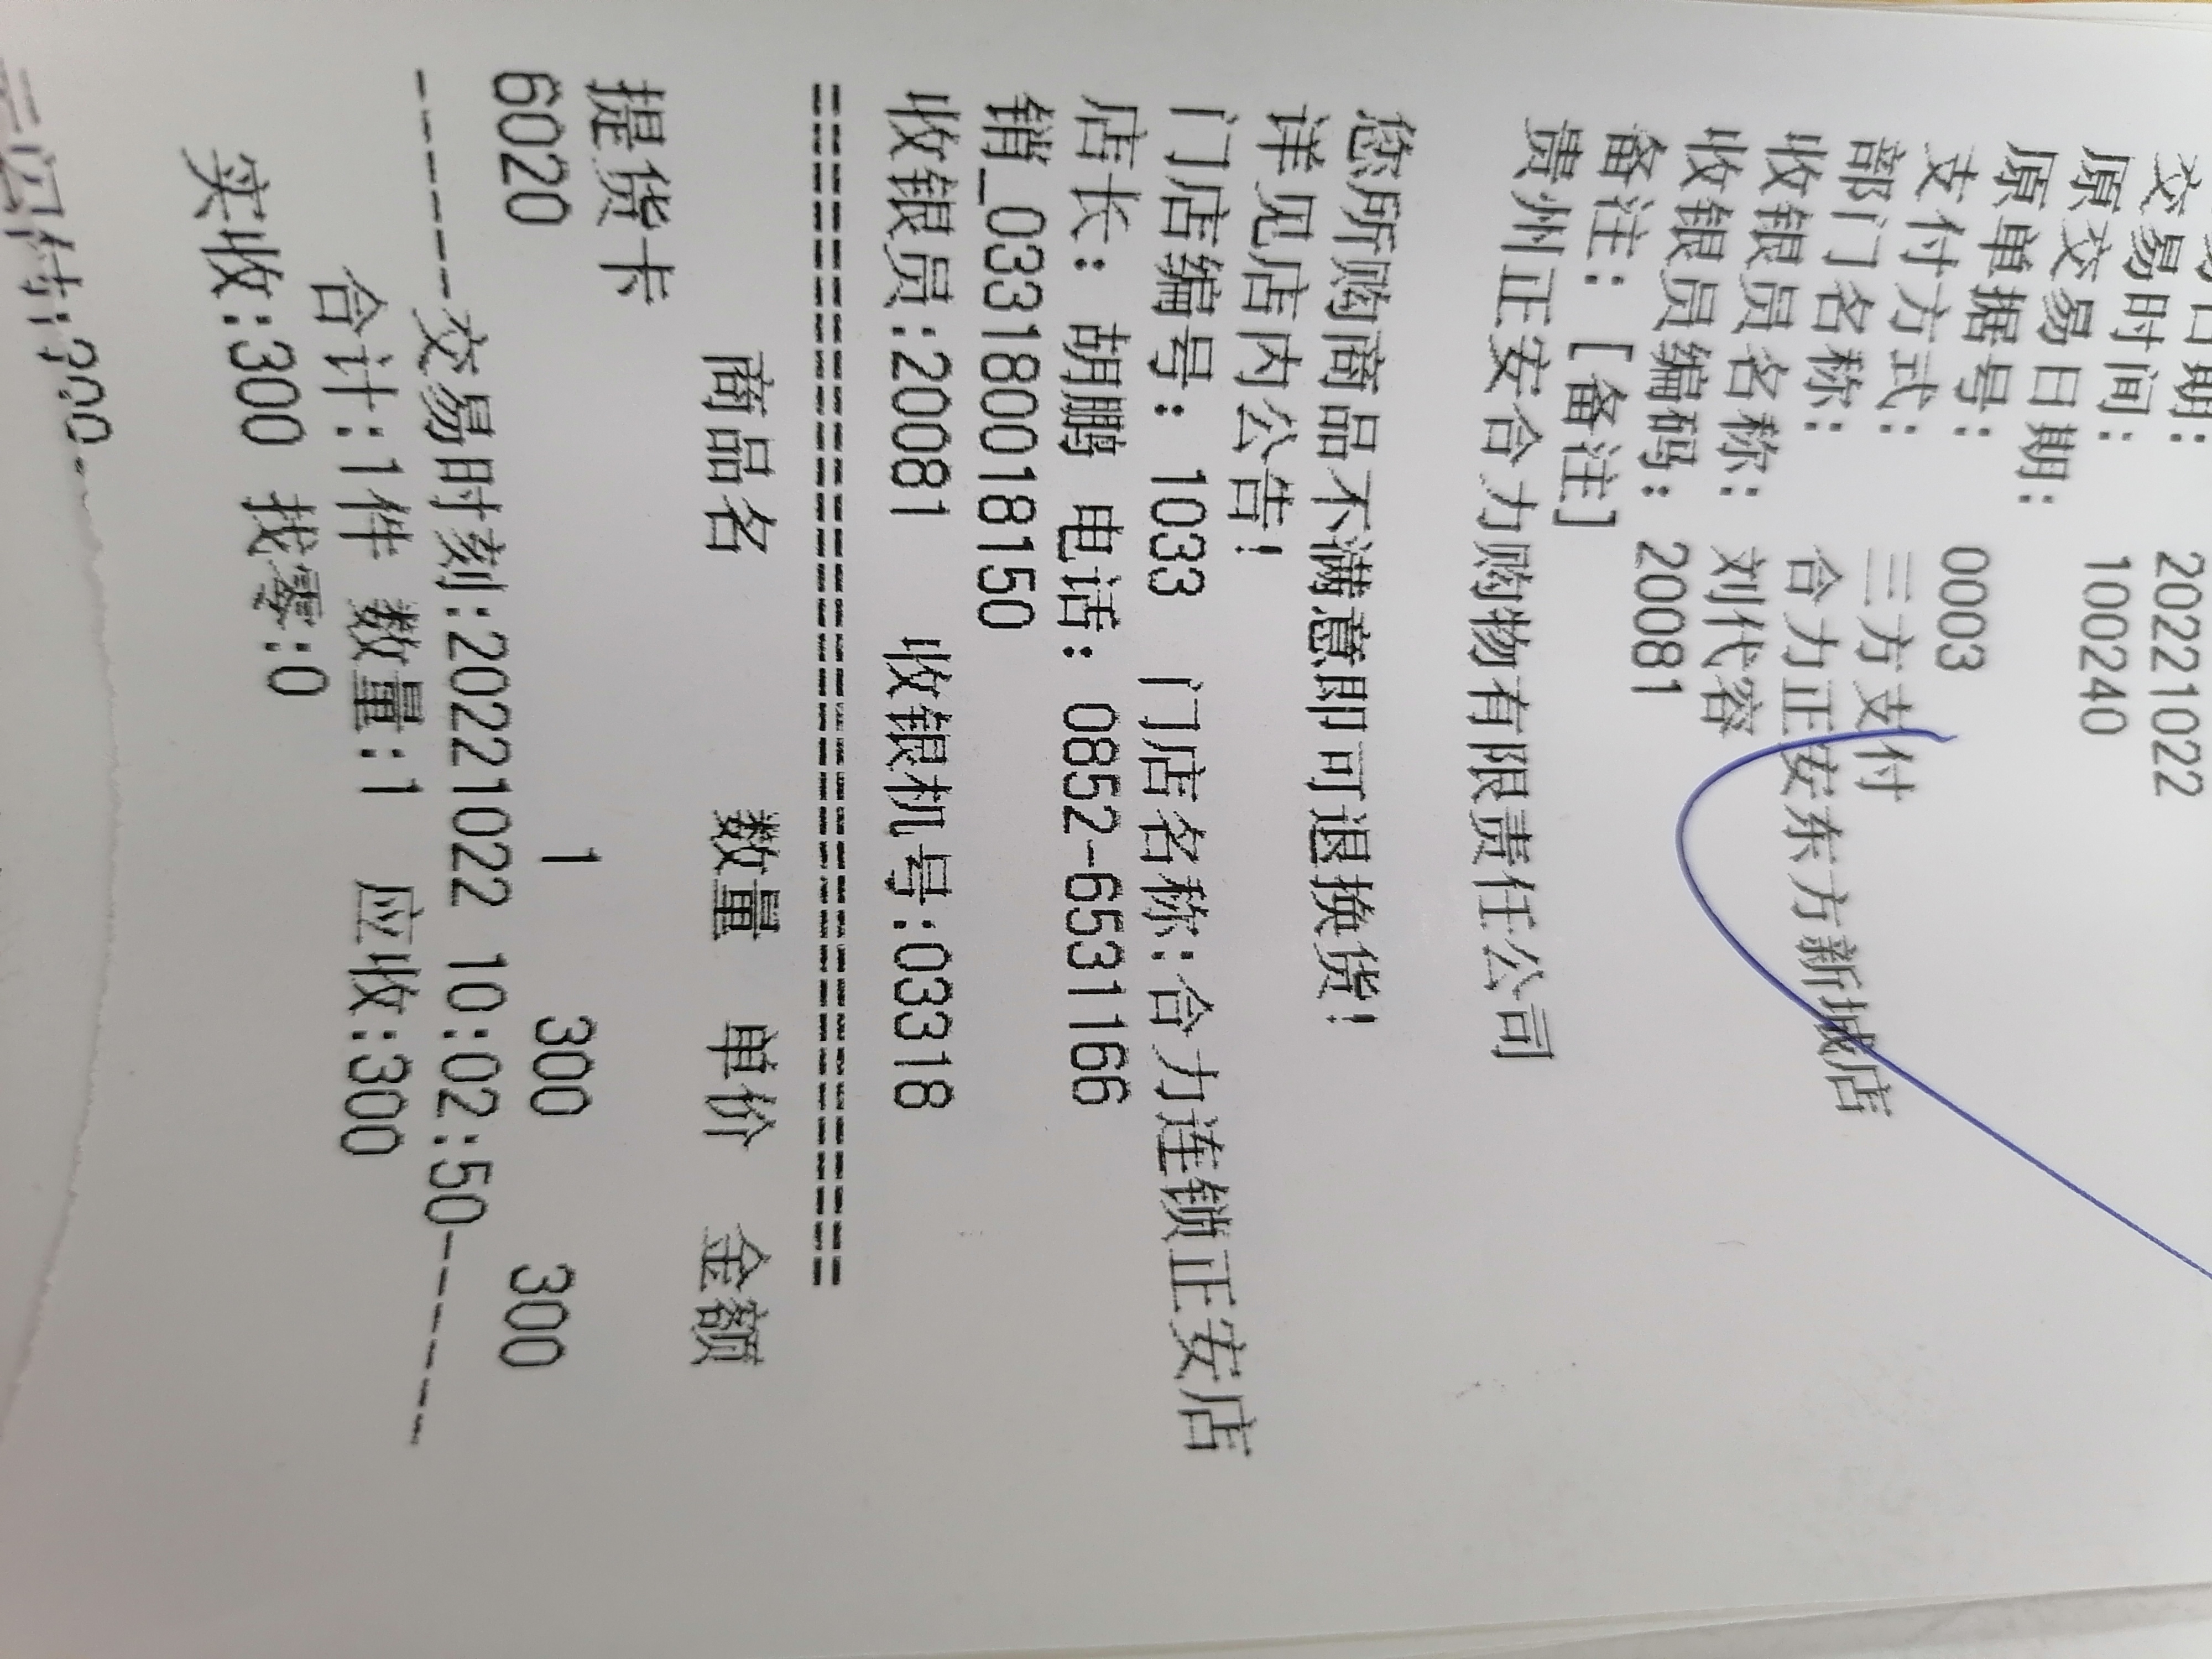 日期: 20221022
交易时间: 100240
原交易日期:
原单据号: 0003
支付方式: 三方支付
部门名称: 合力正安东方新城店
收银员名称: 刘代容
收银员编码: 20081
备注: [备注]
贵州正安合力购物有限责任公司
您所购商品不满意即可退换货!
详见店内公告!
门店编号: 1033 门店名称:合力连锁正安店
店长: 胡鹏 电话: 0852-6531166
销_0331800018150
收银员:20081 收银机号:03318
商品名 数量 单价 金额
提货卡
6020 1 300 300
-----交易时刻:20221022 10:02:50-----
合计:1件 数量:1 应收:300
实收:300 找零:0